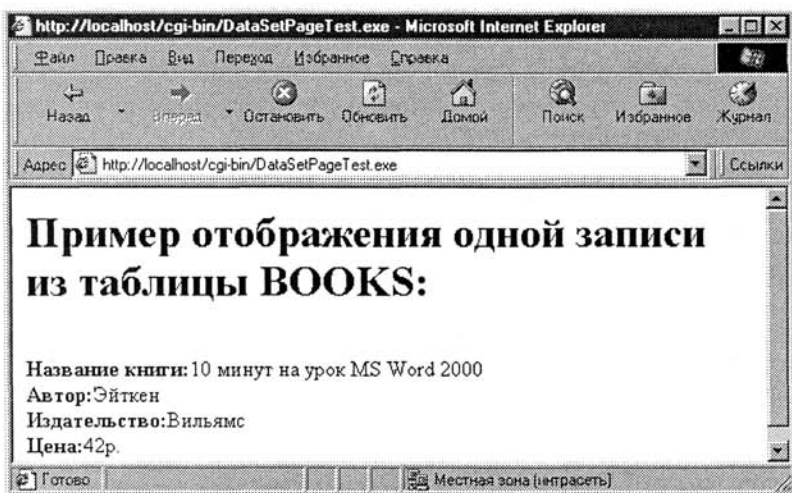 http://localhost/cgi-bin/DataSetPageTest.exe - Microsoft Internet Explorer
Файл Правка Вид Переход Избранное Справка
Назад Вперед Остановить Обновить Домой Поиск Избранное Журнал
Адрес http://localhost/cgi-bin/DataSetPageTest.exe Ссылки
Пример отображения одной записи
из таблицы BOOKS:
Название книги:10 минут на урок MS Word 2000
Автор:Эйткен
Издательство:Вильямс
Цена:42р.
Готово Местная зона (интрасеть)